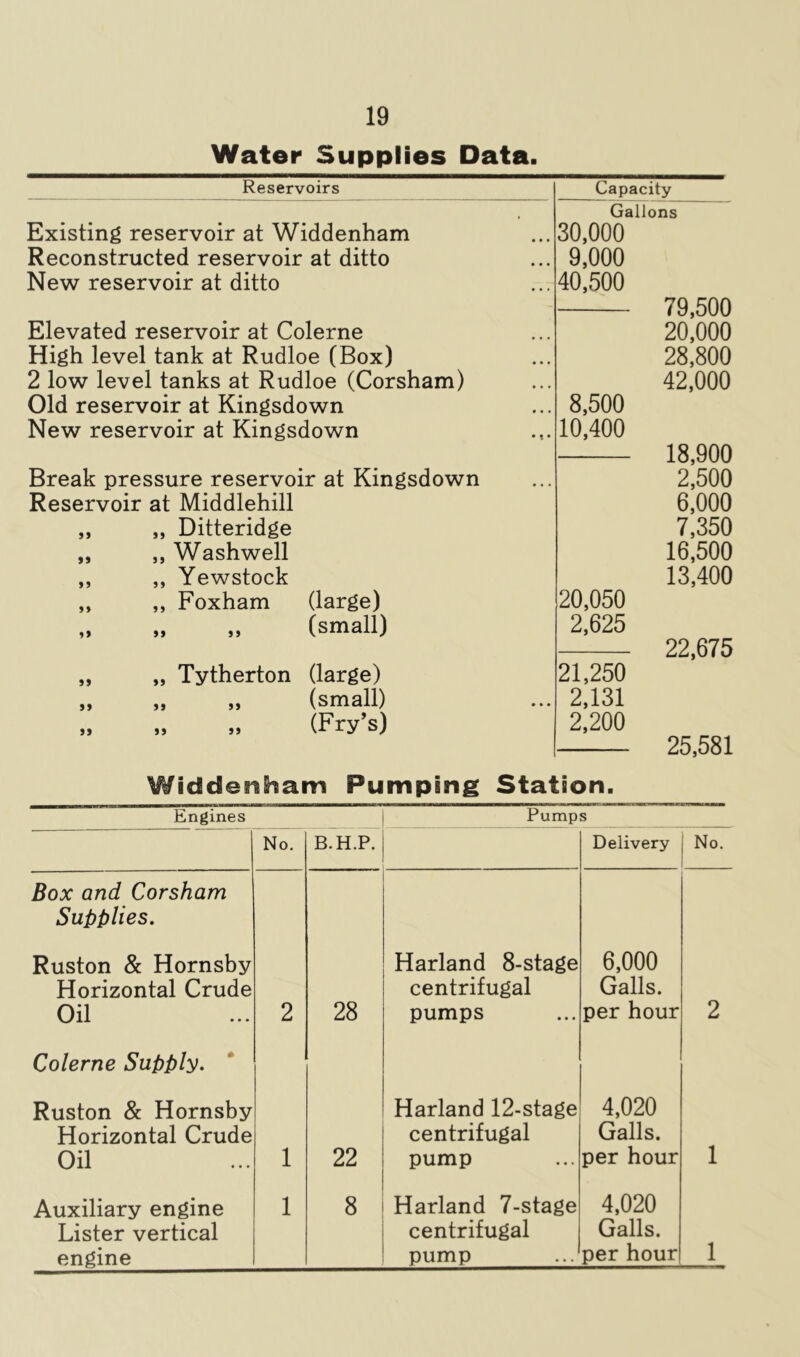 19
Water Supplies Data.
Reservoirs Capacity
Gallons
Existing reservoir at Widdenham ... 30,000
Reconstructed reservoir at ditto ... 9,000
New reservoir at ditto ... 40,500
79,500
Elevated reservoir at Colerne ... 20,000
High level tank at Rudloe (Box) ... 28,800
2 low level tanks at Rudloe (Corsham) ... 42,000
Old reservoir at Kingsdown ... 8,500
New reservoir at Kingsdown ... 10,400
18,900
Break pressure reservoir at Kingsdown ... 2,500
Reservoir at Middlehill 6,000
„ „ Ditteridge 7,350
„ „ Washwell 16,500
„ „ Yewstock 13,400
„ „ Foxham (large) 20,050
„ „ „ (small) 2,625
22,675
„ „ Tytherton (large) 21,250
„ „ „ (small) ... 2,131
„ „ „ (Fry's) 2,200
25,581
Widdenham Pumping Station.
Engines Pumps
No. B.H.P. Delivery No.
Box and Corsham
Supplies.
Ruston & Hornsby Harland 8-stage 6,000
Horizontal Crude centrifugal Galls.
Oil ... 2 28 pumps ... per hour 2
Colerne Supply.
Ruston & Hornsby Harland 12-stage 4,020
Horizontal Crude centrifugal Galls.
Oil ... 1 22 pump ... per hour 1
Auxiliary engine 1 8 Harland 7-stage 4,020
Lister vertical centrifugal Galls.
engine pump ... per hour 1